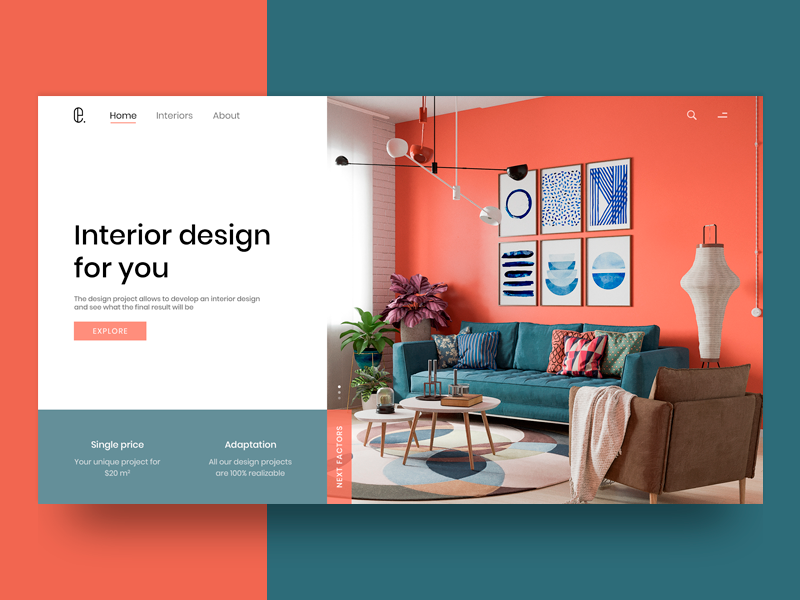 e.
Home
Interiors
About
Interior design
for you
The design project allows to develop an interior design
and see what the final result will be
EXPLORE
Single price
Your unique project for
$20 m²
Adaptation
All our design projects
are 100% realizable
NEXT FACTORS